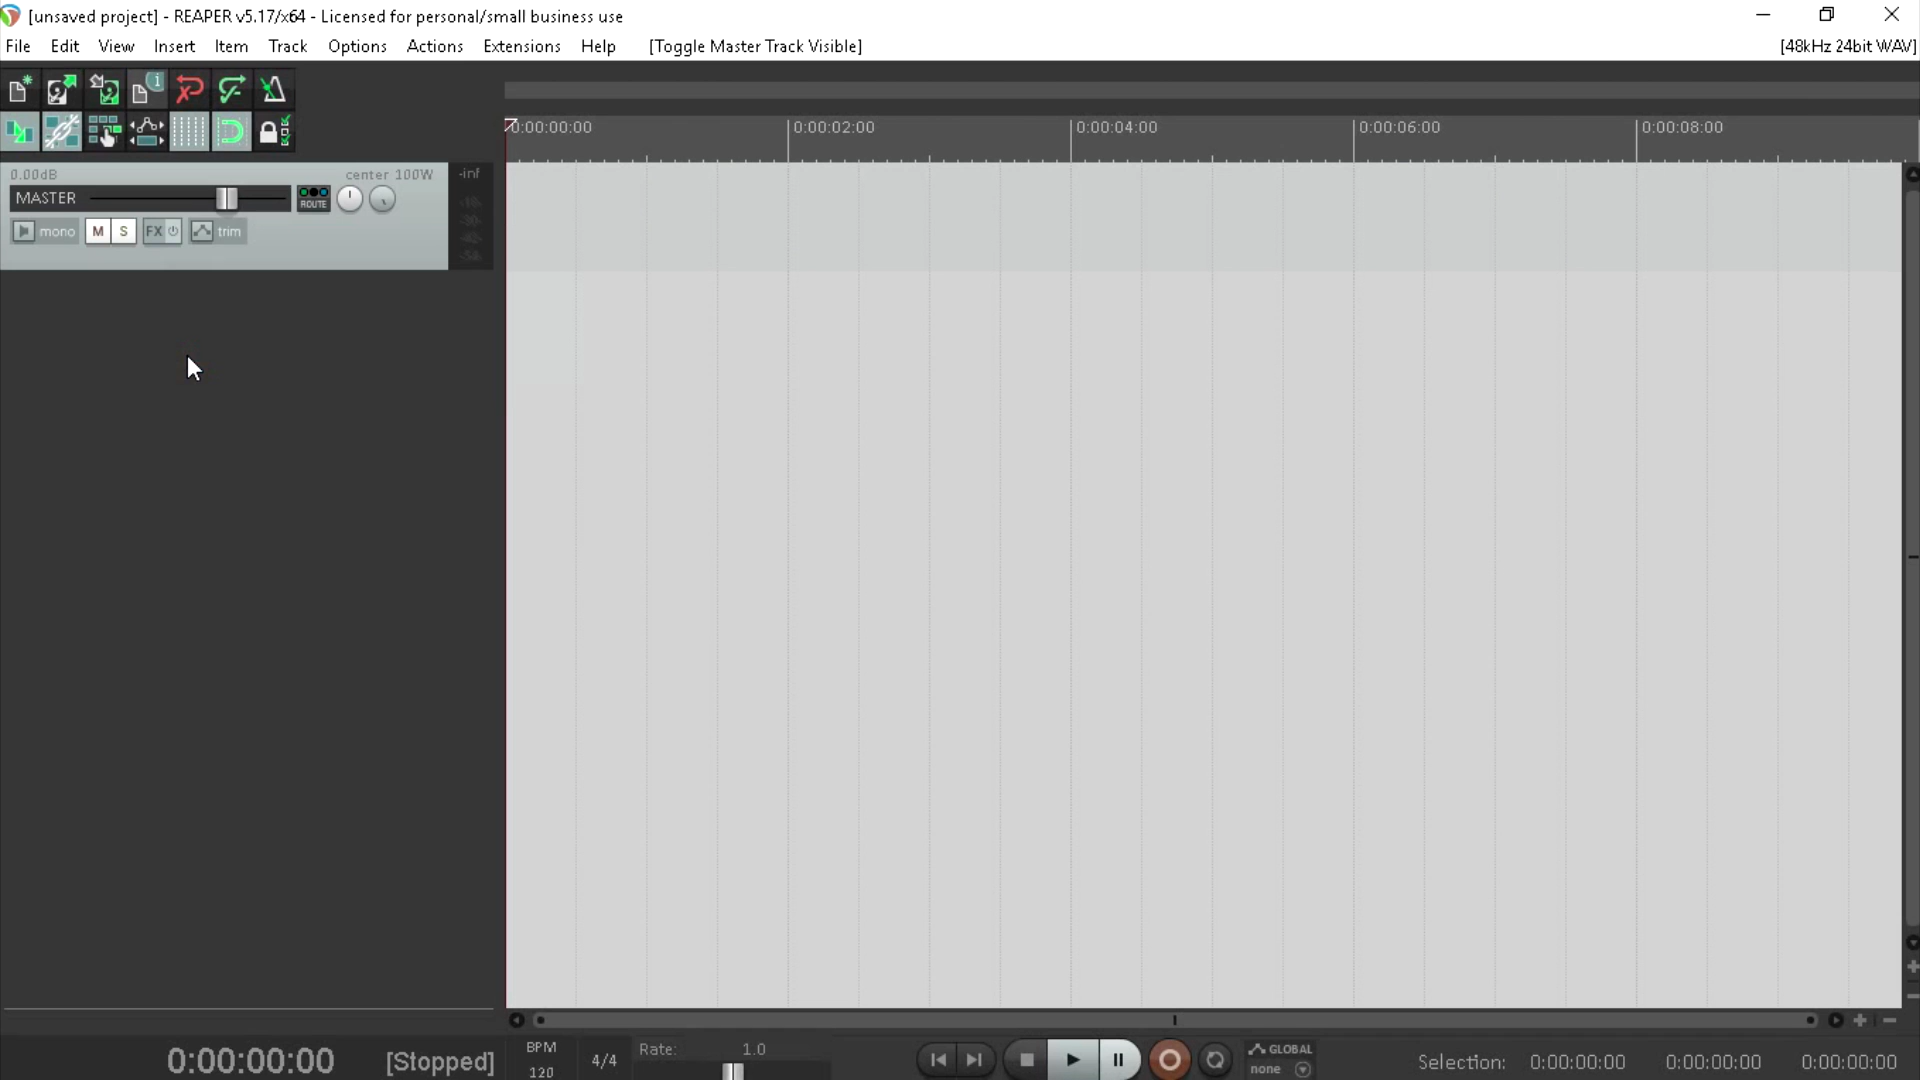 [unsaved project] - REAPER v5.17/x64 - Licensed for personal/small business use
File Edit View Insert Item Track Options Actions Extensions Help [Toggle Master Track Visible] [48kHz 24bit WAV]
0:00:00:00 0:00:02:00 0:00:04:00 0:00:06:00 0:00:08:00
0.00dB center 100W -inf
MASTER ROUTE
mono M S FX trim
0:00:00:00 [Stopped] BPM 120 4/4 Rate: 1.0 GLOBAL none Selection: 0:00:00:00 0:00:00:00 0:00:00:00